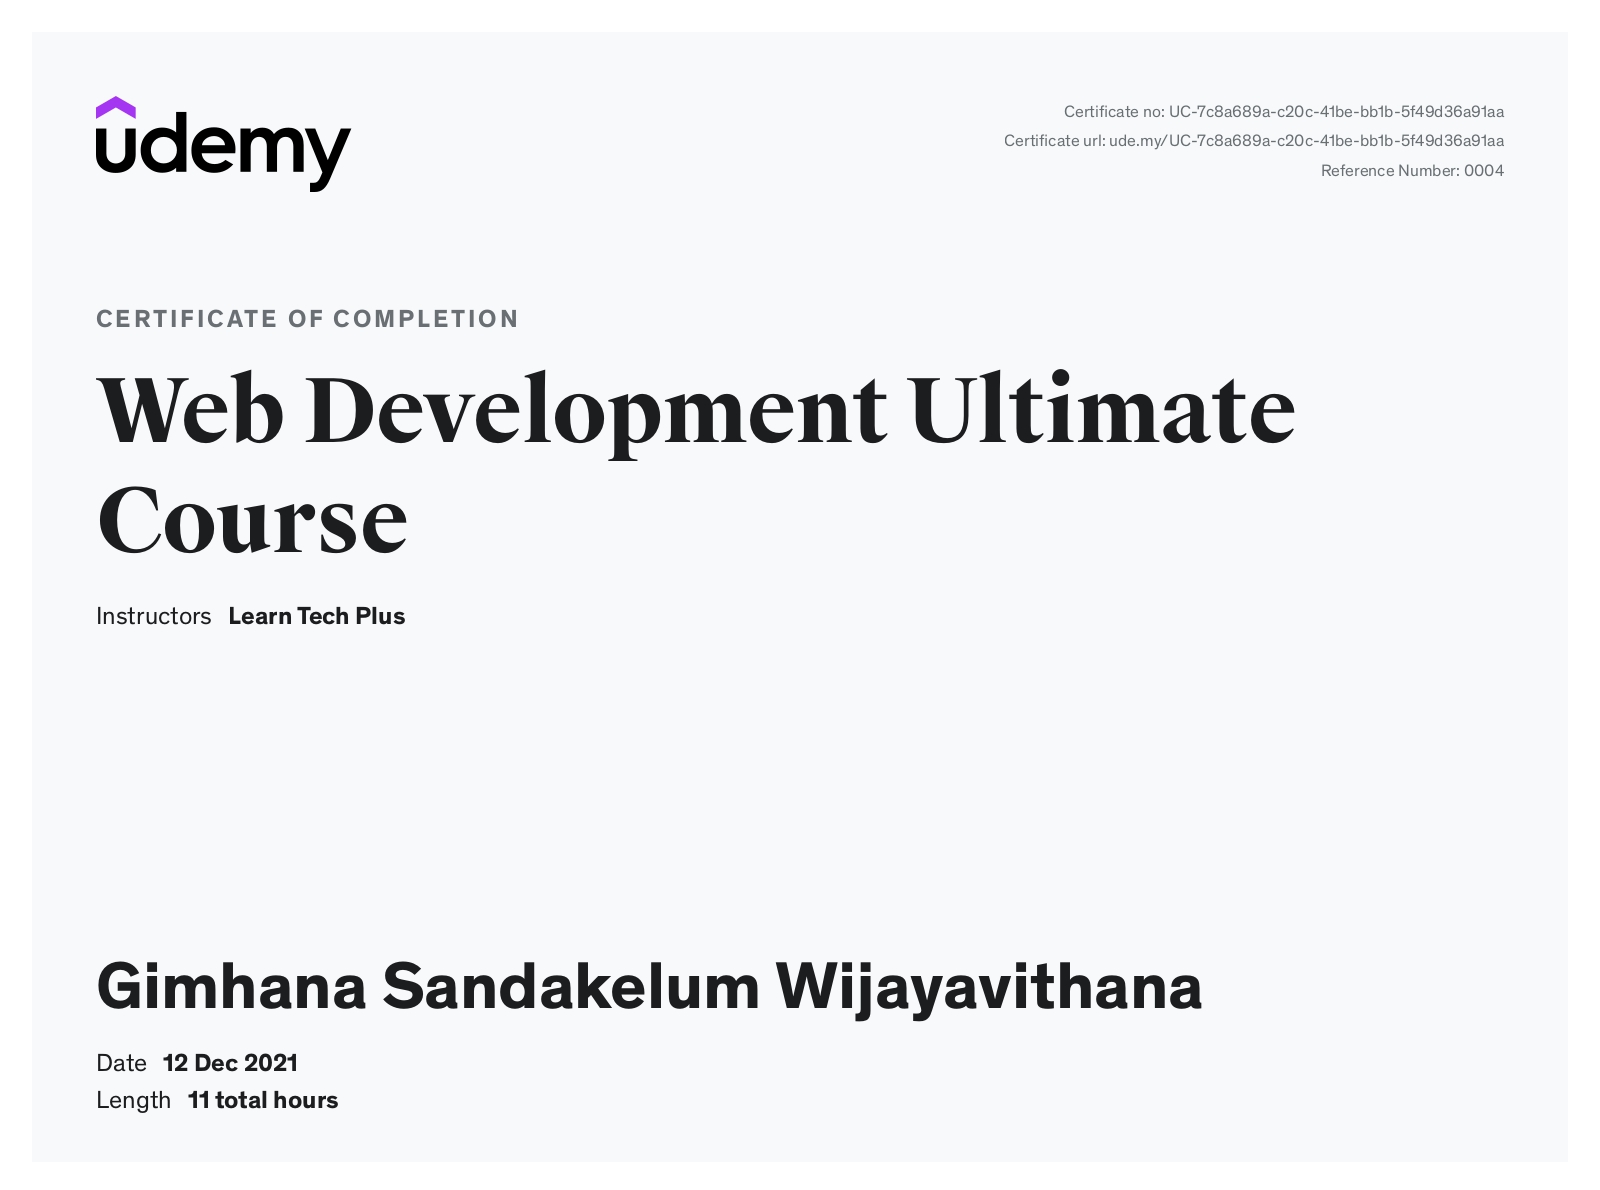 udemy
Certificate no: UC-7c8a689a-c20c-41be-bb1b-5f49d36a91aa
Certificate url: ude.my/UC-7c8a689a-c20c-41be-bb1b-5f49d36a91aa
Reference Number: 0004
CERTIFICATE OF COMPLETION
Web Development Ultimate
Course
Instructors Learn Tech Plus
Gimhana Sandakelum Wijayavithana
Date 12 Dec 2021
Length 11 total hours